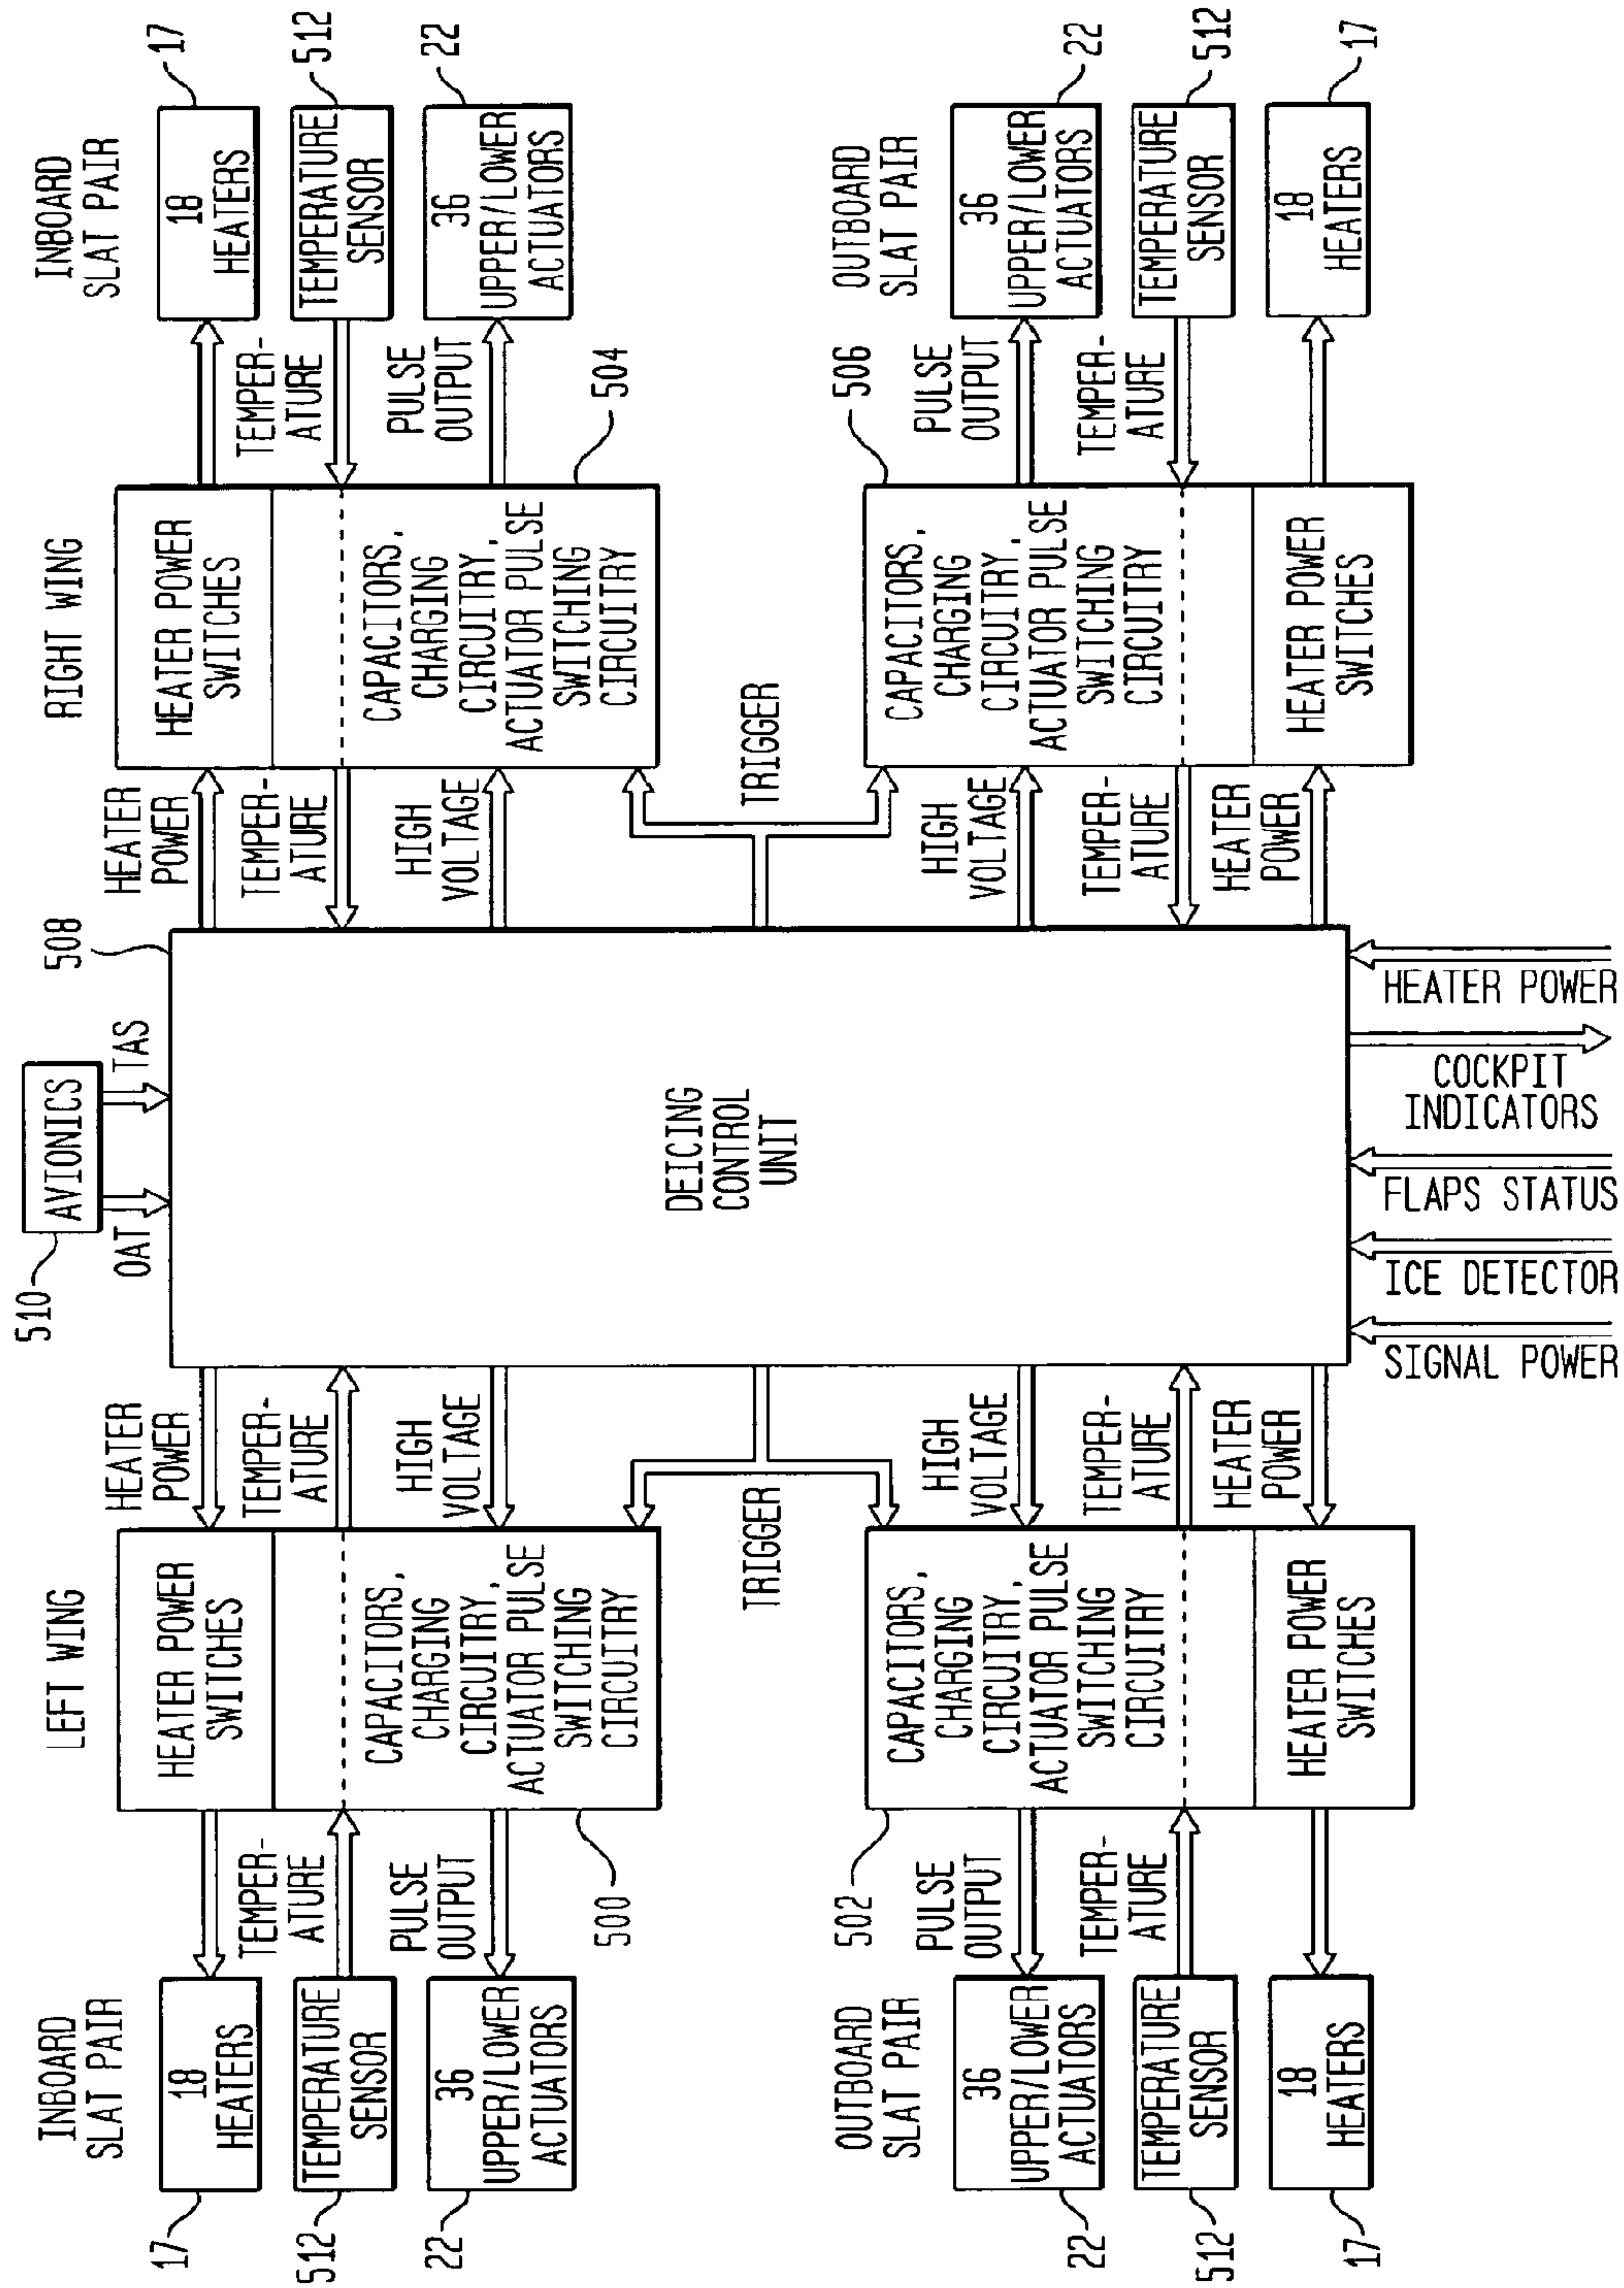 INBOARD
SLAT PAIR
18
HEATERS
17
TEMPERATURE
SENSOR
512
36
UPPER/LOWER
ACTUATORS
22
TEMPER-
ATURE
PULSE
OUTPUT
LEFT WING
HEATER POWER
SWITCHES
CAPACITORS,
CHARGING
CIRCUITRY,
ACTUATOR PULSE
SWITCHING
CIRCUITRY
500
HEATER
POWER
TEMPER-
ATURE
HIGH
VOLTAGE
TRIGGER
OUTBOARD
SLAT PAIR
36
UPPER/LOWER
ACTUATORS
22
TEMPERATURE
SENSOR
512
18
HEATERS
17
PULSE
OUTPUT
TEMPER-
ATURE
502
CAPACITORS,
CHARGING
CIRCUITRY,
ACTUATOR PULSE
SWITCHING
CIRCUITRY
HEATER POWER
SWITCHES
HIGH
VOLTAGE
TEMPER-
ATURE
HEATER
POWER
510
AVIONICS
OAT
TAS
508
DEICING
CONTROL
UNIT
SIGNAL POWER
ICE DETECTOR
FLAPS STATUS
COCKPIT
INDICATORS
HEATER POWER
RIGHT WING
HEATER
POWER
TEMPER-
ATURE
HIGH
VOLTAGE
TRIGGER
HEATER POWER
SWITCHES
CAPACITORS,
CHARGING
CIRCUITRY,
ACTUATOR PULSE
SWITCHING
CIRCUITRY
504
TEMPER-
ATURE
PULSE
OUTPUT
INBOARD
SLAT PAIR
18
HEATERS
17
TEMPERATURE
SENSOR
512
36
UPPER/LOWER
ACTUATORS
22
HIGH
VOLTAGE
TEMPER-
ATURE
HEATER
POWER
506
CAPACITORS,
CHARGING
CIRCUITRY,
ACTUATOR PULSE
SWITCHING
CIRCUITRY
HEATER POWER
SWITCHES
PULSE
OUTPUT
TEMPER-
ATURE
OUTBOARD
SLAT PAIR
36
UPPER/LOWER
ACTUATORS
22
TEMPERATURE
SENSOR
512
18
HEATERS
17